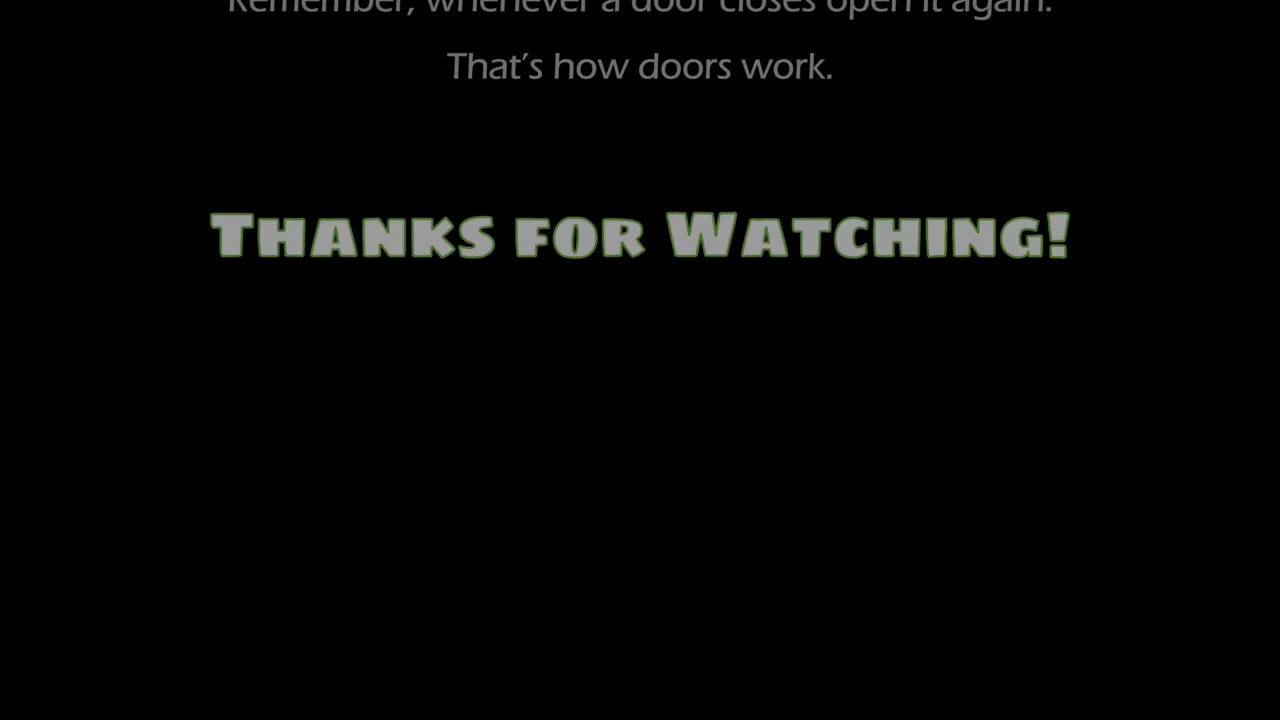 Remember, whenever a door closes open it again.
That's how doors work.
Thanks for Watching!